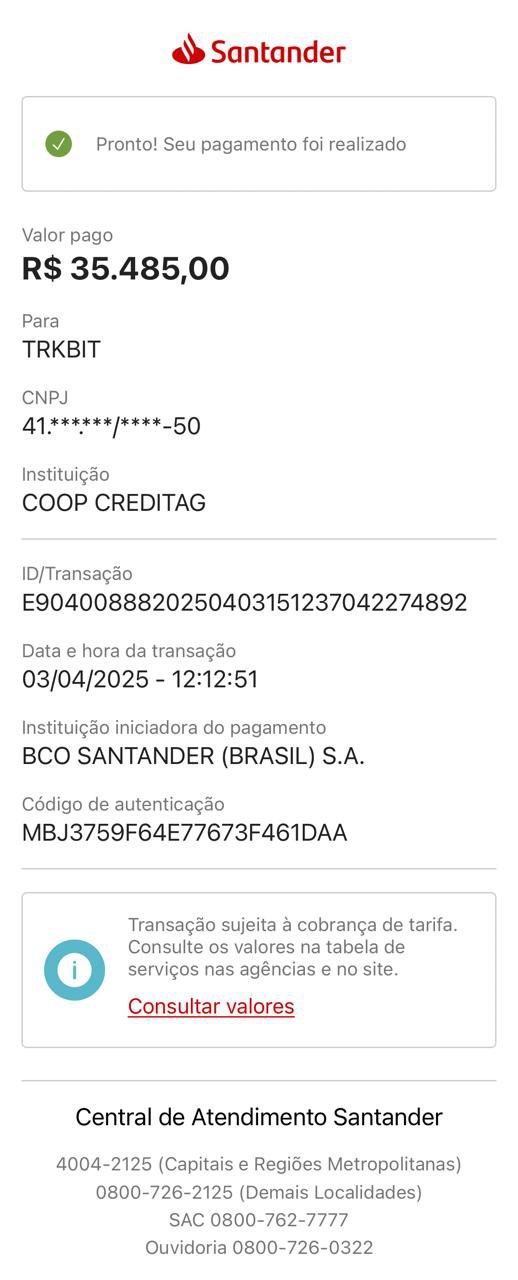 Santander
Pronto! Seu pagamento foi realizado
Valor pago
R$ 35.485,00
Para
TRKBIT
CNPJ
41.***.***/****-50
Instituição
COOP CREDITAG
ID/Transação
E9040088820250403151237042274892
Data e hora da transação
03/04/2025 - 12:12:51
Instituição iniciadora do pagamento
BCO SANTANDER (BRASIL) S.A.
Código de autenticação
MBJ3759F64E77673F461DAA
Transação sujeita à cobrança de tarifa.
Consulte os valores na tabela de
serviços nas agências e no site.
Consultar valores
Central de Atendimento Santander
4004-2125 (Capitais e Regiões Metropolitanas)
0800-726-2125 (Demais Localidades)
SAC 0800-762-7777
Ouvidoria 0800-726-0322